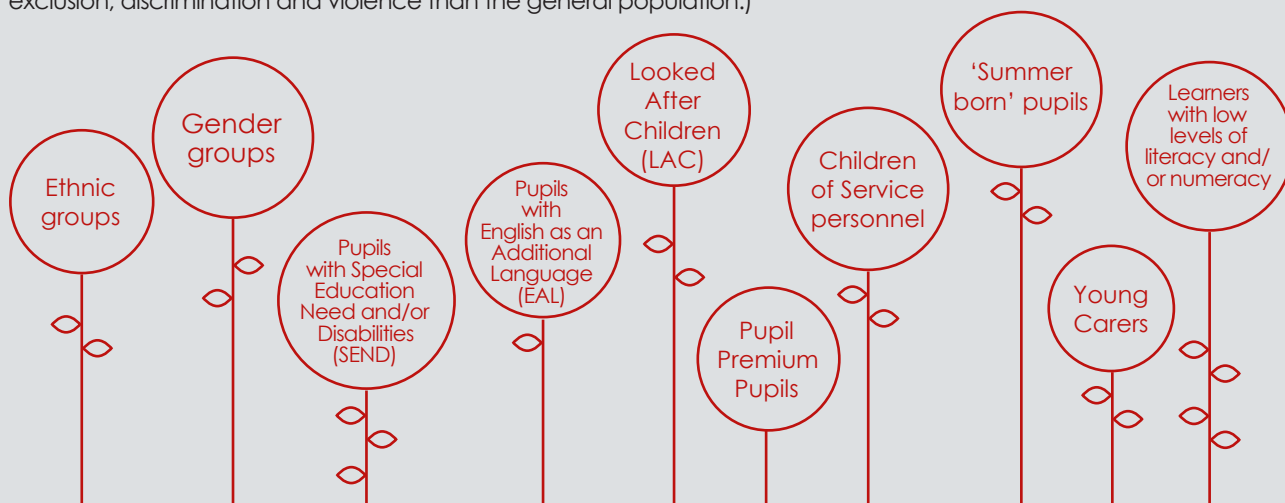 exclusion, discrimination and violence than the general population.)
Ethnic
groups
Gender
groups
Pupils
with Special
Education
Need and/or
Disabilities
(SEND)
Pupils
with
English as an
Additional
Language
(EAL)
Looked
After
Children
(LAC)
Pupil
Premium
Pupils
Children
of Service
personnel
‘Summer
born’ pupils
Young
Carers
Learners
with low
levels of
literacy and/
or numeracy